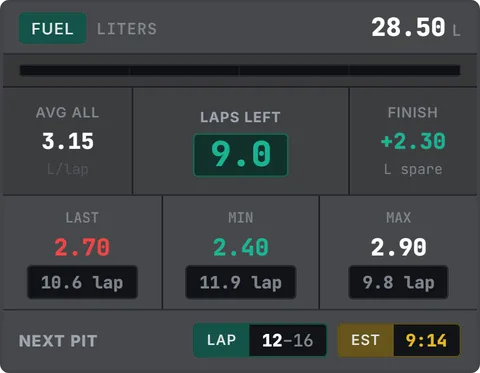 FUEL LITERS 28.50 L
AVG ALL LAPS LEFT FINISH
3.15 9.0 +2.30
L/lap L spare
LAST MIN MAX
2.70 2.40 2.90
10.6 lap 11.9 lap 9.8 lap
NEXT PIT LAP 12–16 EST 9:14